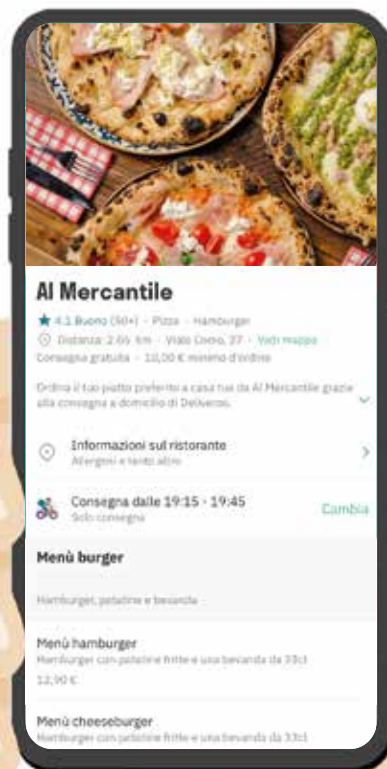 Al Mercantile
4.1 Buono (50+) · Pizza · Hamburger
Distanza: 2.65 km · Viale Como, 37 · Vedi mappa
Consegna gratuita · 10,00 € minimo d'ordine
Ordina il tuo piatto preferito a casa tua da Al Mercantile grazie
alla consegna a domicilio di Deliveroo.
Informazioni sul ristorante
Allergeni e tanto altro
Consegna dalle 19:15 - 19:45
Solo consegna
Cambia
Menù burger
Hamburger, patatine e bevanda
Menù hamburger
Hamburger con patatine fritte e una bevanda da 33cl
12,90 €
Menù cheeseburger
Hamburger con patatine fritte e una bevanda da 33cl